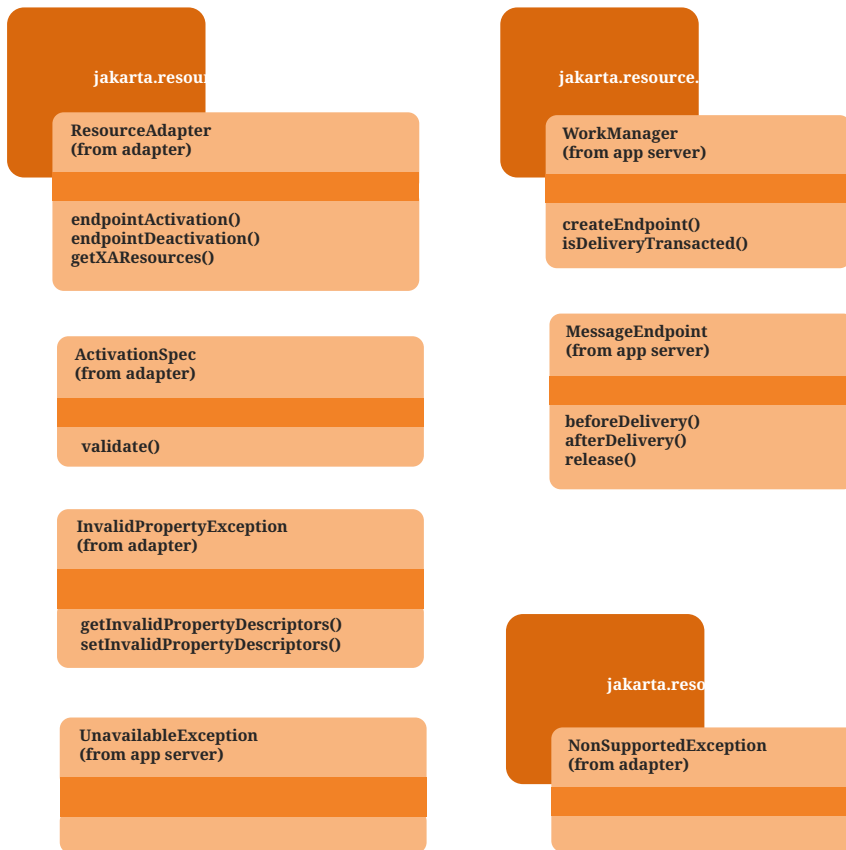 jakarta.resour
ResourceAdapter
(from adapter)
endpointActivation()
endpointDeactivation()
getXAResources()
ActivationSpec
(from adapter)
validate()
InvalidPropertyException
(from adapter)
getInvalidPropertyDescriptors()
setInvalidPropertyDescriptors()
UnavailableException
(from app server)
jakarta.resource.
WorkManager
(from app server)
createEndpoint()
isDeliveryTransacted()
MessageEndpoint
(from app server)
beforeDelivery()
afterDelivery()
release()
jakarta.reso
NonSupportedException
(from adapter)